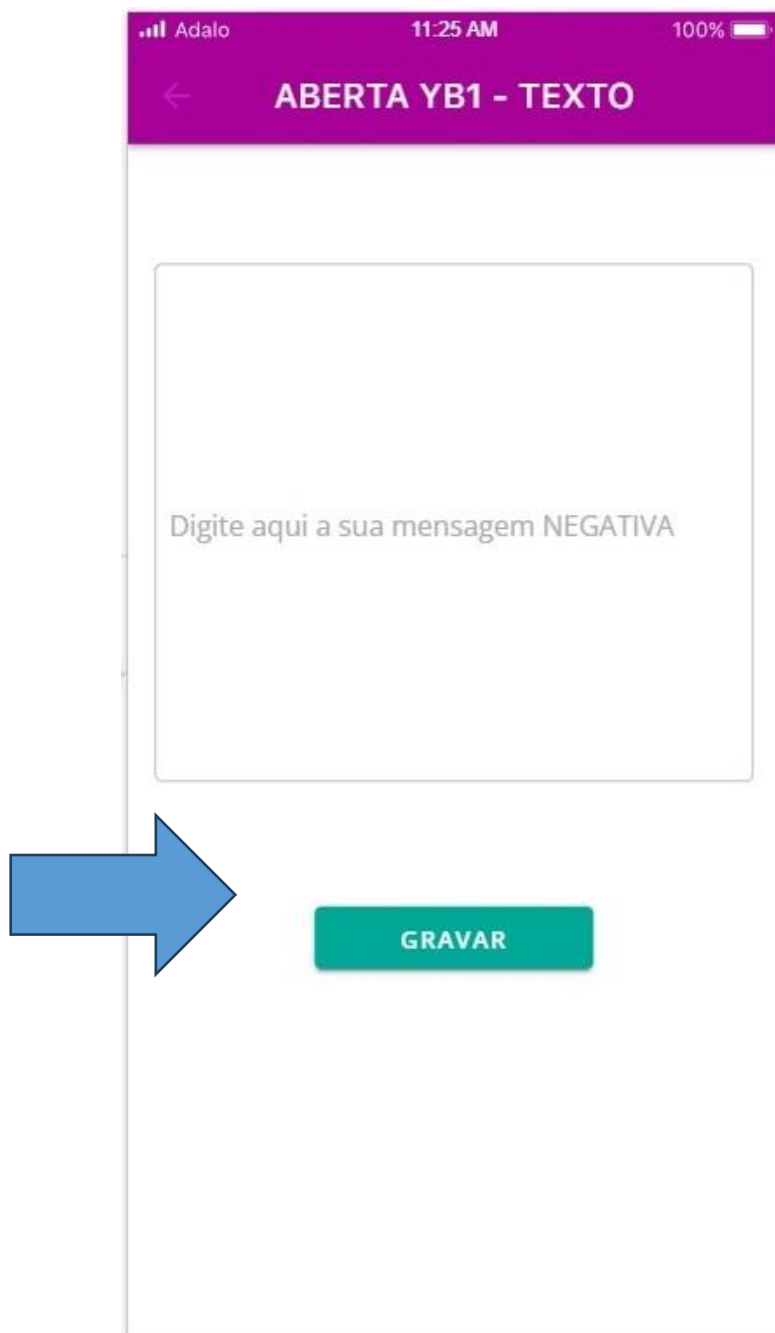 Adalo 11:25 AM 100%
ABERTA YB1 - TEXTO
Digite aqui a sua mensagem NEGATIVA
GRAVAR